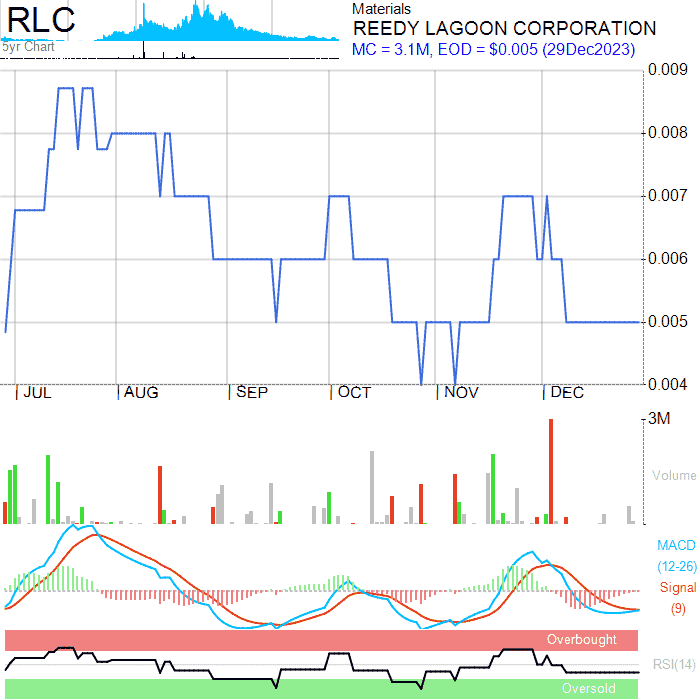 RLC
5yr Chart
Materials
REEDY LAGOON CORPORATION
MC = 3.1M, EOD = $0.005 (29Dec2023)
0.009
0.008
0.007
0.006
0.005
0.004
JUL
AUG
SEP
OCT
NOV
DEC
3M
Volume
MACD
(12-26)
Signal
(9)
Overbought
RSI(14)
Oversold